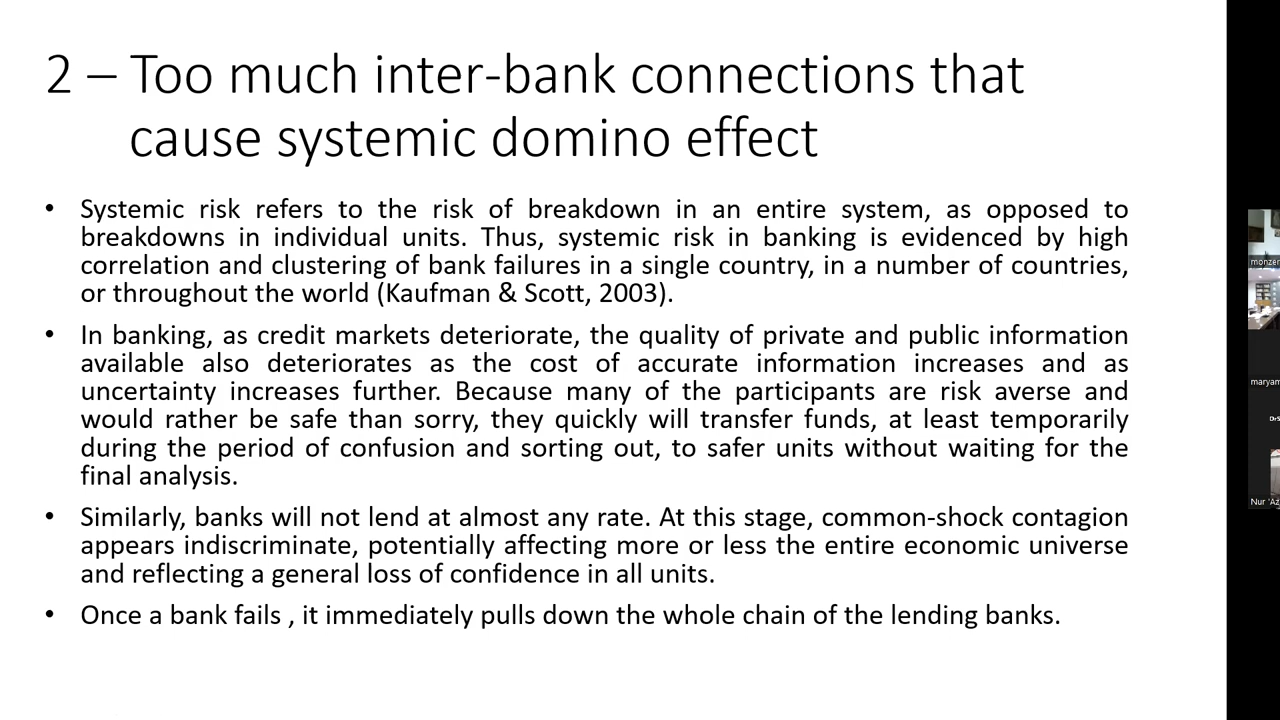 2 – Too much inter-bank connections that
cause systemic domino effect
• Systemic risk refers to the risk of breakdown in an entire system, as opposed to
breakdowns in individual units. Thus, systemic risk in banking is evidenced by high
correlation and clustering of bank failures in a single country, in a number of countries,
or throughout the world (Kaufman & Scott, 2003).
• In banking, as credit markets deteriorate, the quality of private and public information
available also deteriorates as the cost of accurate information increases and as
uncertainty increases further. Because many of the participants are risk averse and
would rather be safe than sorry, they quickly will transfer funds, at least temporarily
during the period of confusion and sorting out, to safer units without waiting for the
final analysis.
• Similarly, banks will not lend at almost any rate. At this stage, common-shock contagion
appears indiscriminate, potentially affecting more or less the entire economic universe
and reflecting a general loss of confidence in all units.
• Once a bank fails , it immediately pulls down the whole chain of the lending banks.
monzer
maryam
Nur 'Az